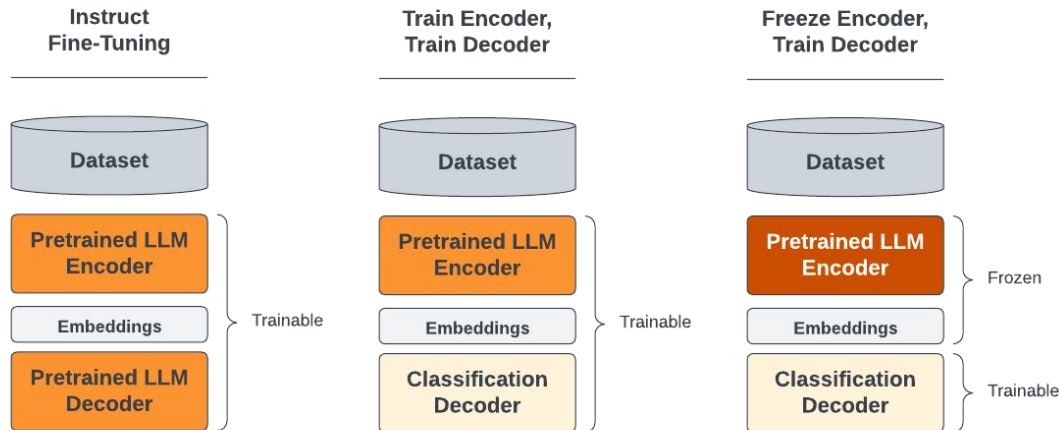 Instruct
Fine-Tuning
Dataset
Pretrained LLM
Encoder
Embeddings
Pretrained LLM
Decoder
Trainable
Train Encoder,
Train Decoder
Dataset
Pretrained LLM
Encoder
Embeddings
Classification
Decoder
Trainable
Freeze Encoder,
Train Decoder
Dataset
Pretrained LLM
Encoder
Embeddings
Frozen
Classification
Decoder
Trainable